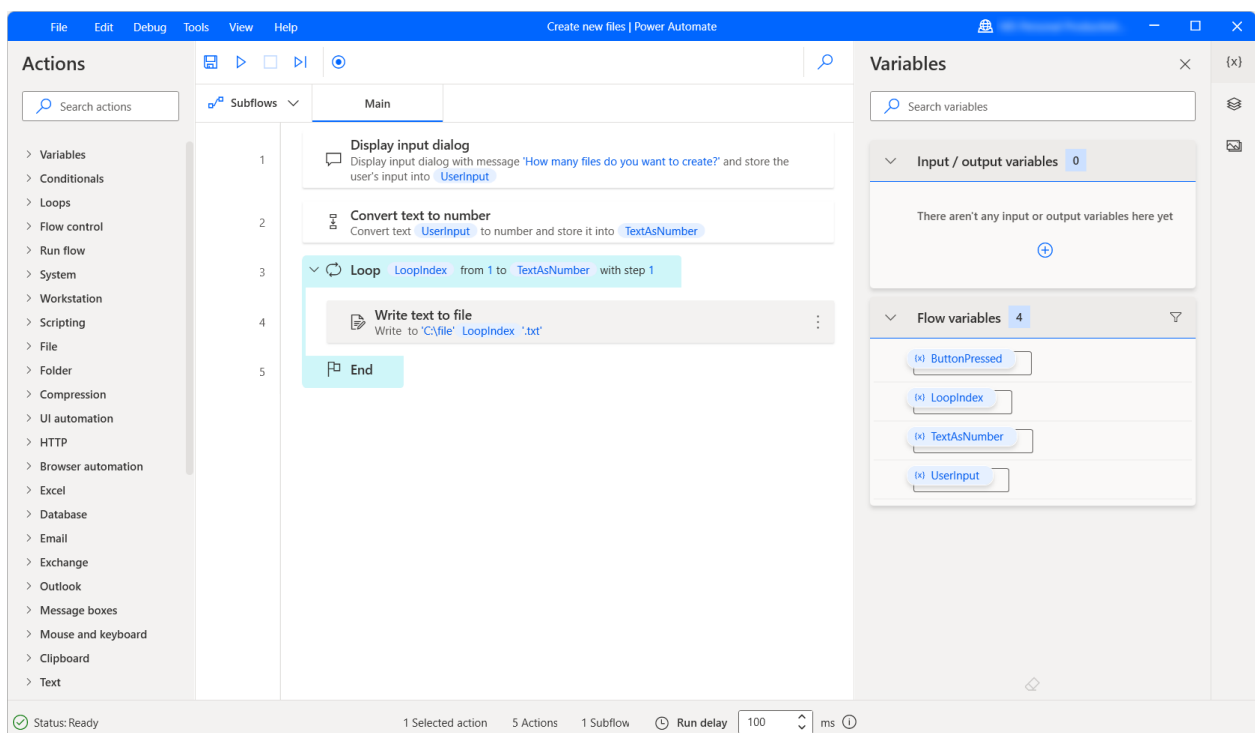 File Edit Debug Tools View Help
Create new files | Power Automate
Actions
Search actions
Variables
Conditionals
Loops
Flow control
Run flow
System
Workstation
Scripting
File
Folder
Compression
UI automation
HTTP
Browser automation
Excel
Database
Email
Exchange
Outlook
Message boxes
Mouse and keyboard
Clipboard
Text
Subflows
Main
1
Display input dialog
Display input dialog with message 'How many files do you want to create?' and store the
user's input into UserInput
2
Convert text to number
Convert text UserInput to number and store it into TextAsNumber
3
Loop LoopIndex from 1 to TextAsNumber with step 1
4
Write text to file
Write to 'C:\file' LoopIndex '.txt'
5
End
Variables
{x}
Search variables
Input / output variables 0
There aren't any input or output variables here yet
Flow variables 4
{x} ButtonPressed
{x} LoopIndex
{x} TextAsNumber
{x} UserInput
Status: Ready
1 Selected action
5 Actions
1 Subflow
Run delay 100 ms